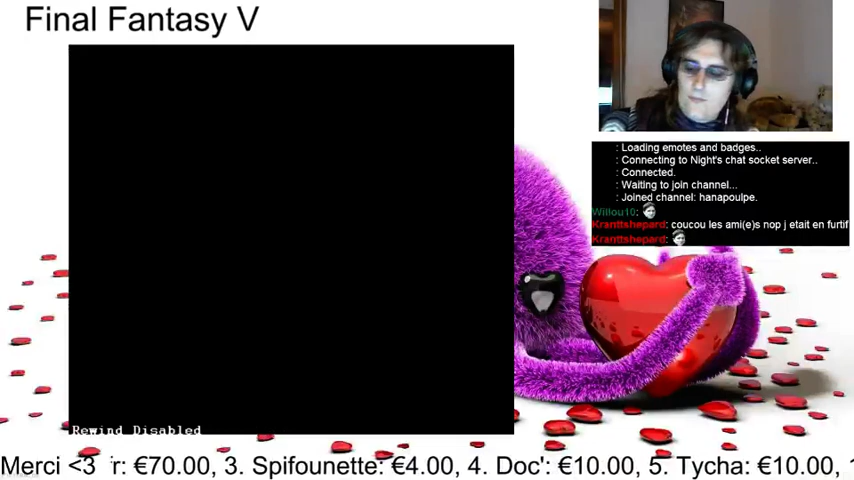 Final Fantasy V
: Loading emotes and badges..
: Connecting to Night's chat socket server..
: Connected.
: Waiting to join channel...
: Joined channel: hanapoulpe.
Willou10:
Kranttshepard: coucou les ami(e)s nop j etait en furtif
Kranttshepard:
Rewind Disabled
Merci <3 r: €70.00, 3. Spifounette: €4.00, 4. Doc': €10.00, 5. Tycha: €10.00,